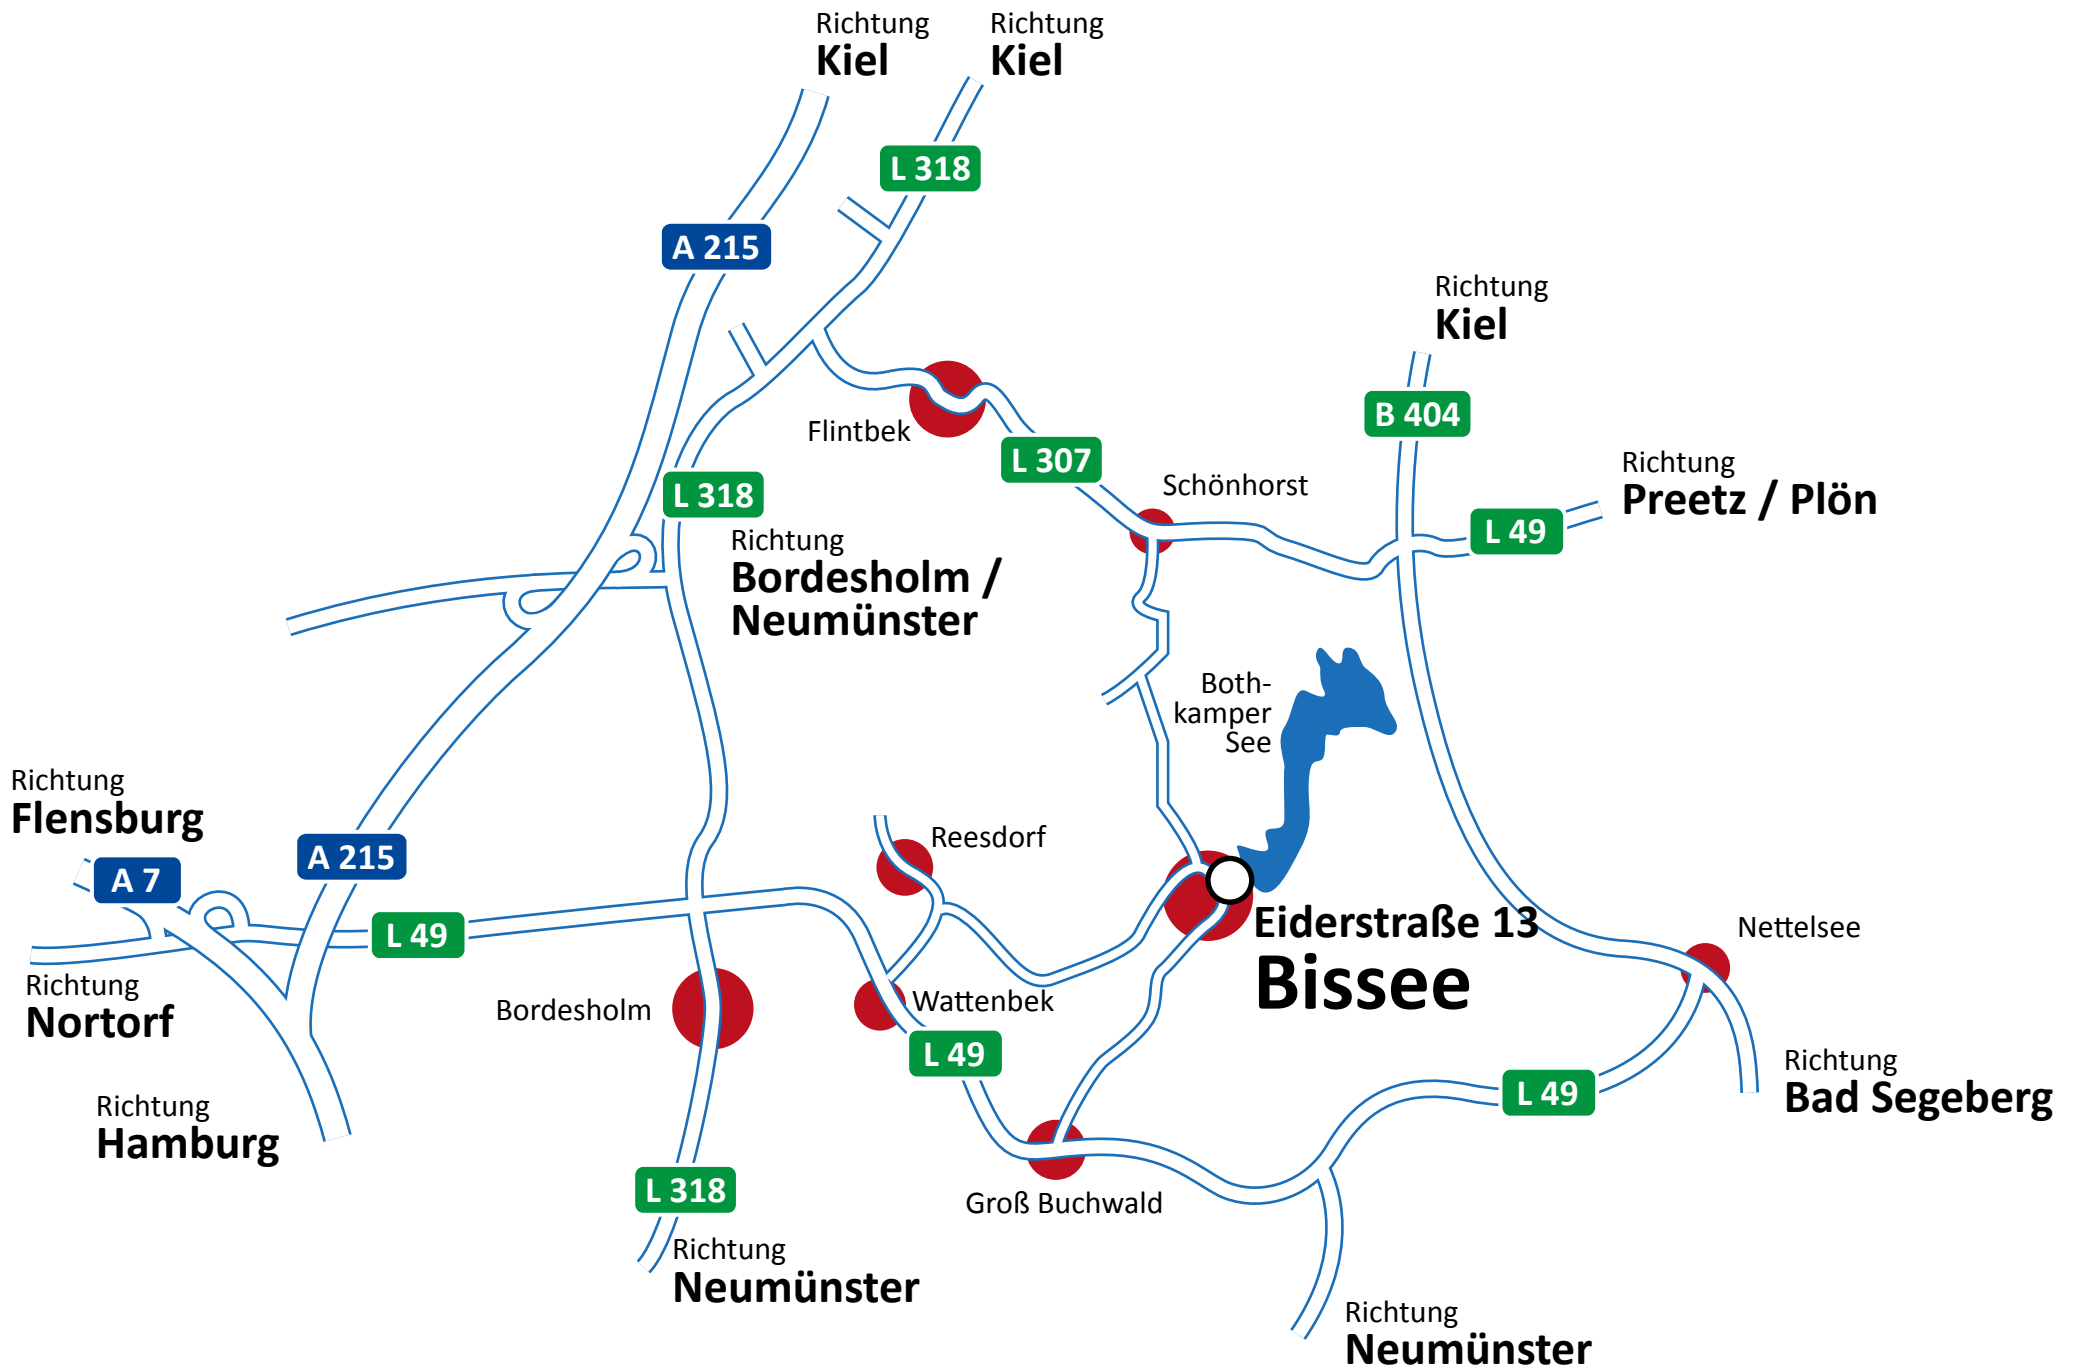 Richtung
Kiel
Richtung
Kiel
L 318
A 215
Richtung
Kiel
B 404
Flintbek
L 307
Richtung
Preetz / Plön
Schönhorst
L 318
L 49
Richtung
Bordesholm /
Neumünster
Both-
kamper
See
Richtung
Flensburg
Reesdorf
A 215
A 7
L 49
Eiderstraße 13
Bissee
Nettelsee
Richtung
Nortorf
Bordesholm
Wattenbek
L 49
Richtung
Bad Segeberg
L 49
Richtung
Hamburg
L 318
Groß Buchwald
Richtung
Neumünster
Richtung
Neumünster